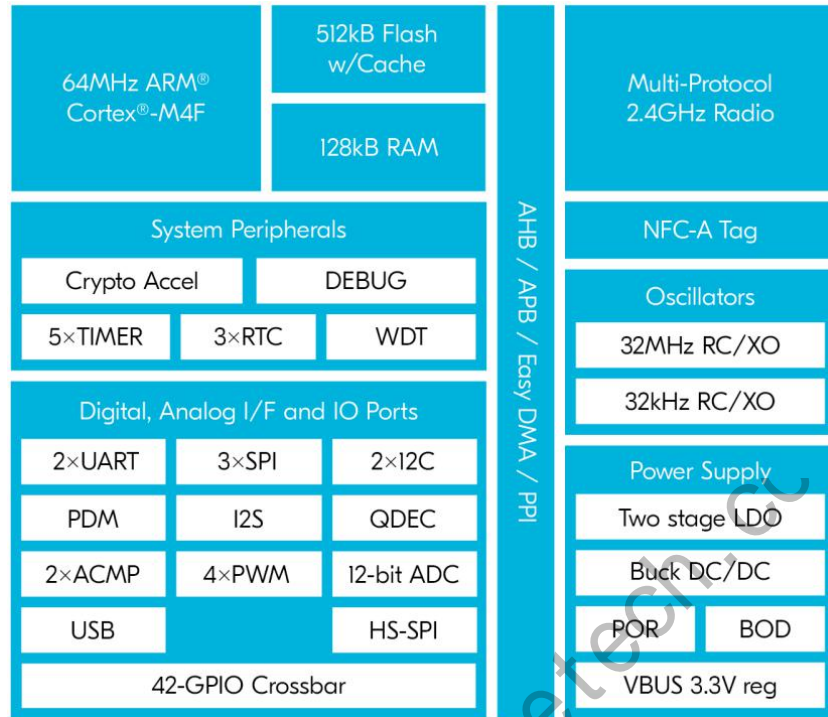 64MHz ARM®
Cortex®-M4F
512kB Flash
w/Cache
128kB RAM
System Peripherals
Crypto Accel
DEBUG
5×TIMER
3×RTC
WDT
Digital, Analog I/F and IO Ports
2×UART
3×SPI
2×I2C
PDM
I2S
QDEC
2×ACMP
4×PWM
12-bit ADC
USB
HS-SPI
42-GPIO Crossbar
AHB / APB / Easy DMA / PPI
Multi-Protocol
2.4GHz Radio
NFC-A Tag
Oscillators
32MHz RC/XO
32kHz RC/XO
Power Supply
Two stage LDO
Buck DC/DC
POR
BOD
VBUS 3.3V reg